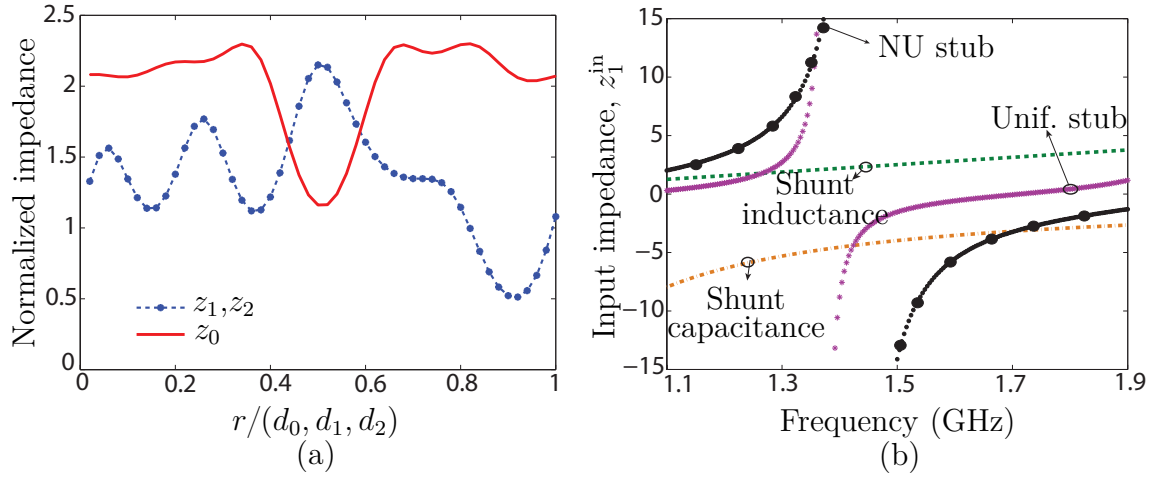 2.5
2
1.5
1
0.5
0
0
0.2
0.4
0.6
0.8
1
Normalized impedance
z₁,z₂
z₀
r/(d₀, d₁, d₂)
(a)
15
10
5
0
−5
−10
−15
1.1
1.3
1.5
1.7
1.9
Input impedance, z₁ⁱⁿ
NU stub
Unif. stub
Shunt
inductance
Shunt
capacitance
Frequency (GHz)
(b)